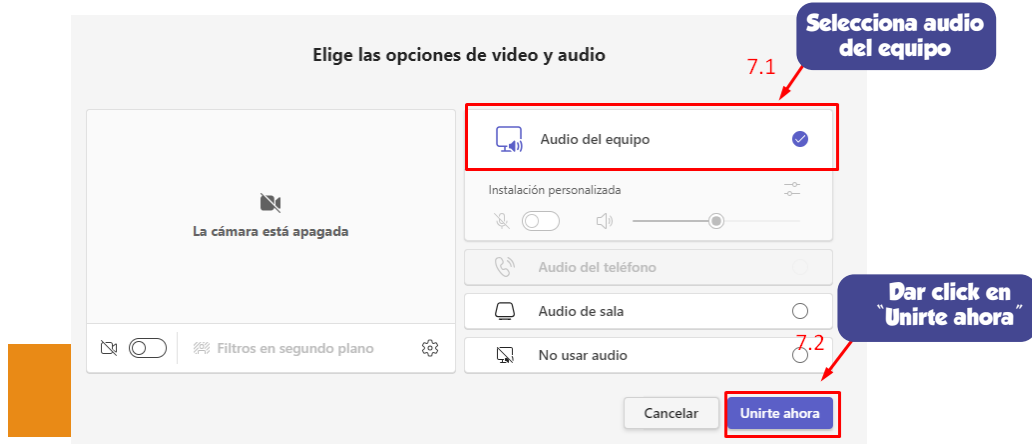 Selecciona audio
del equipo
Elige las opciones de video y audio
7.1
Audio del equipo
Instalación personalizada
La cámara está apagada
Audio del teléfono
Dar click en
"Unirte ahora"
Audio de sala
7.2
Filtros en segundo plano
No usar audio
Cancelar
Unirte ahora